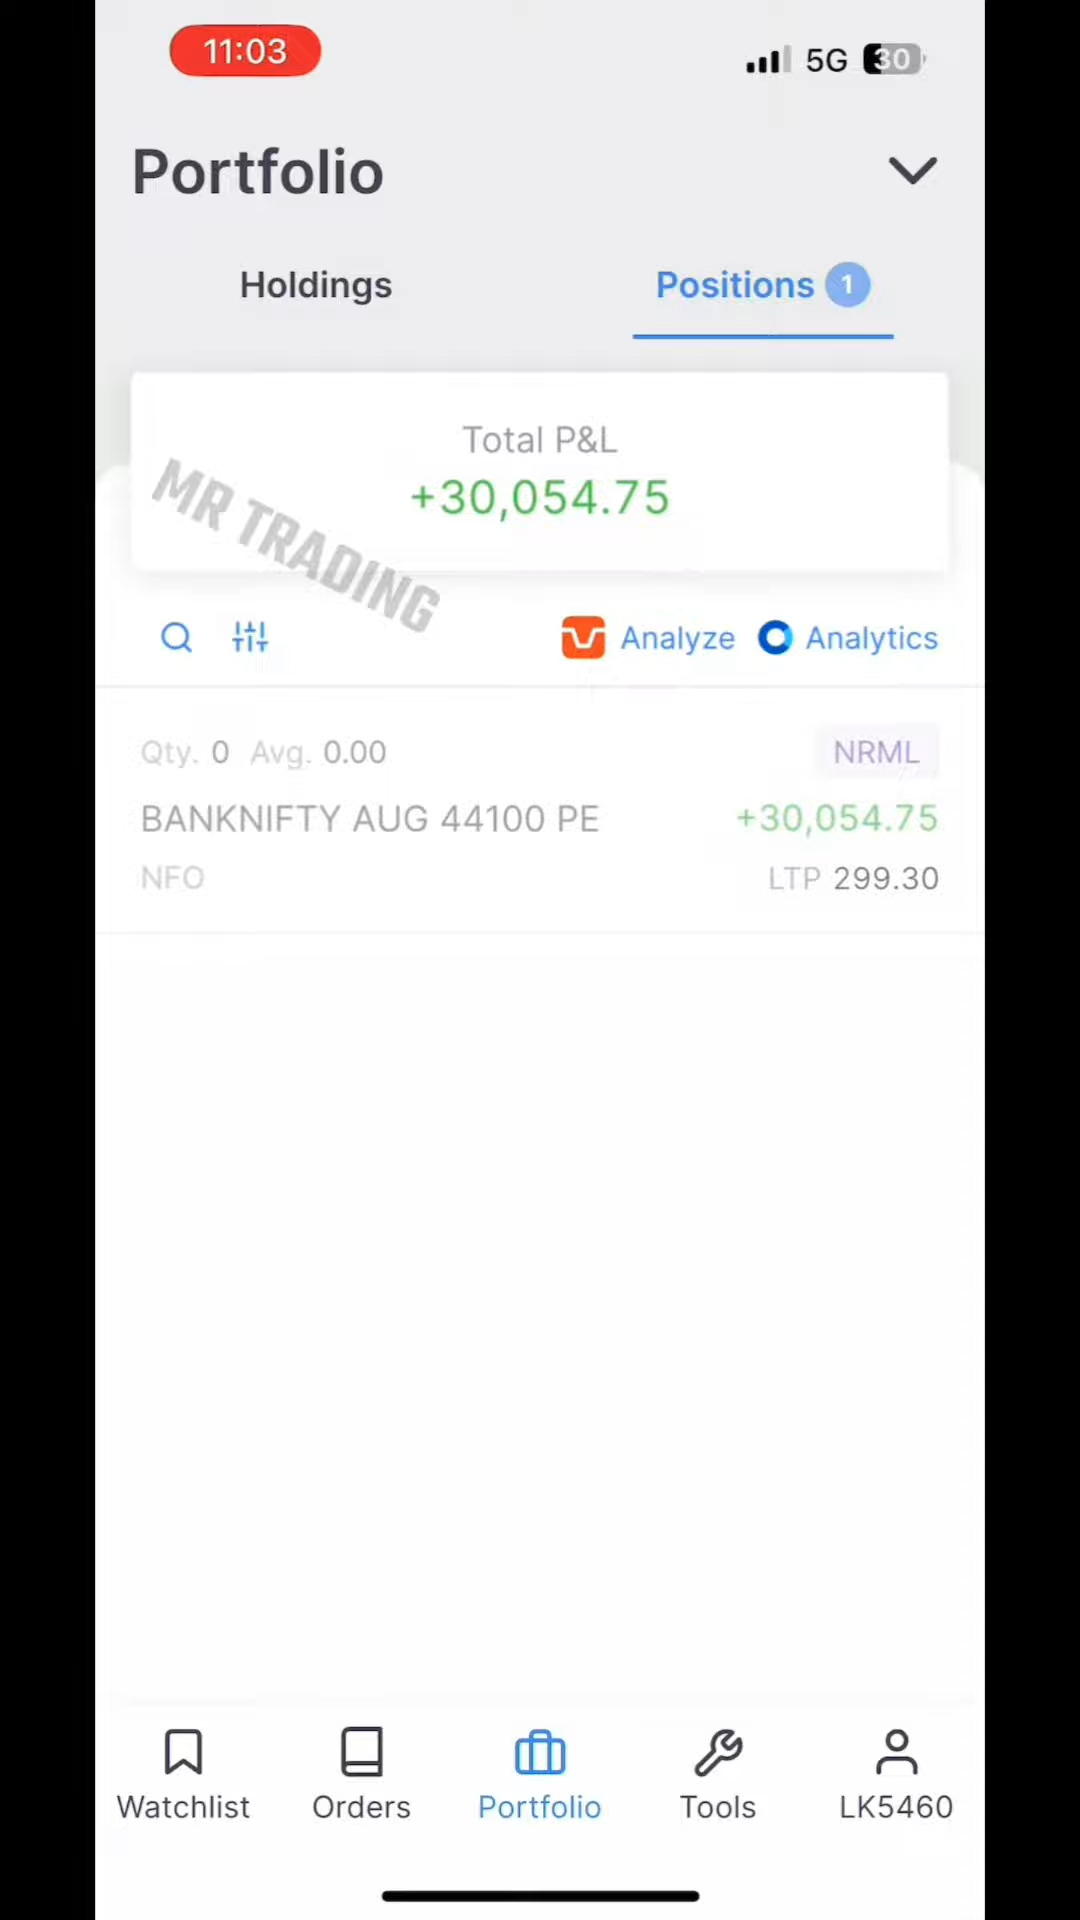 11:03
5G 30
Portfolio
Holdings
Positions 1
Total P&L
+30,054.75
MR TRADING
Analyze
Analytics
Qty. 0 Avg. 0.00
NRML
BANKNIFTY AUG 44100 PE
+30,054.75
NFO
LTP 299.30
Watchlist
Orders
Portfolio
Tools
LK5460